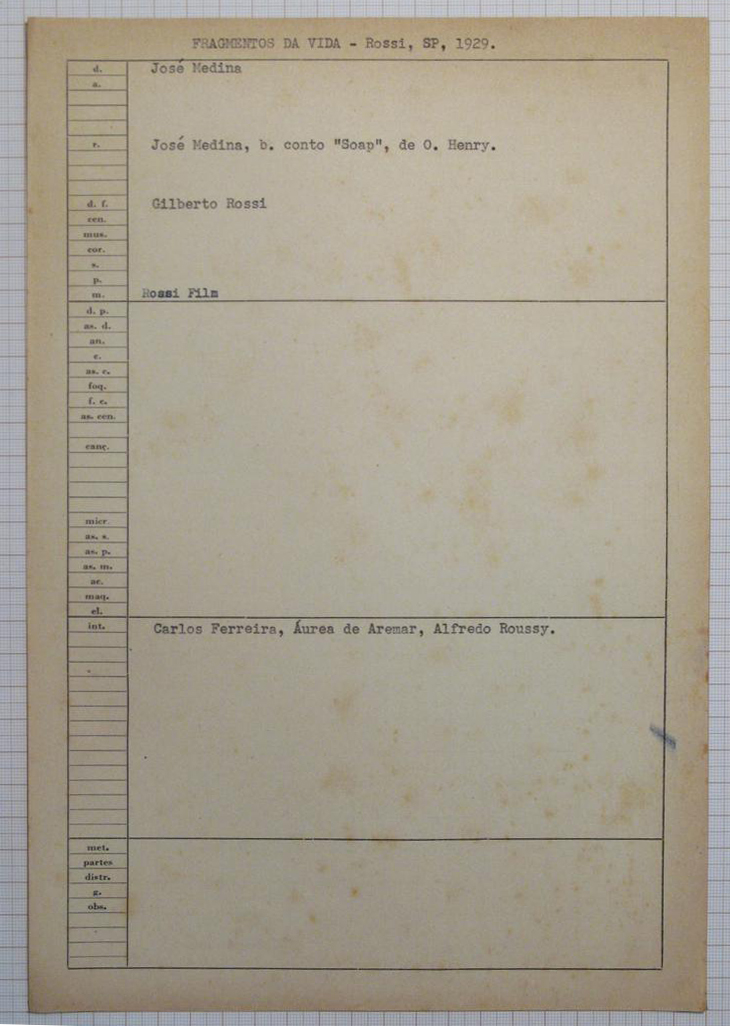 FRAGMENTOS DA VIDA - Rossi, SP, 1929.
d. José Medina
a.
r. José Medina, b. conto "Soap", de O. Henry.
d. f. Gilberto Rossi
cen.
mus.
cor.
s.
p.
m. Rossi Film
d. p.
as. d.
an.
c.
as. c.
foq.
f. c.
as. cen.
canç.
micr.
as. s.
as. p.
as. m.
ac.
maq.
el.
int. Carlos Ferreira, Áurea de Aremar, Alfredo Roussy.
met.
partes
distr.
g.
obs.